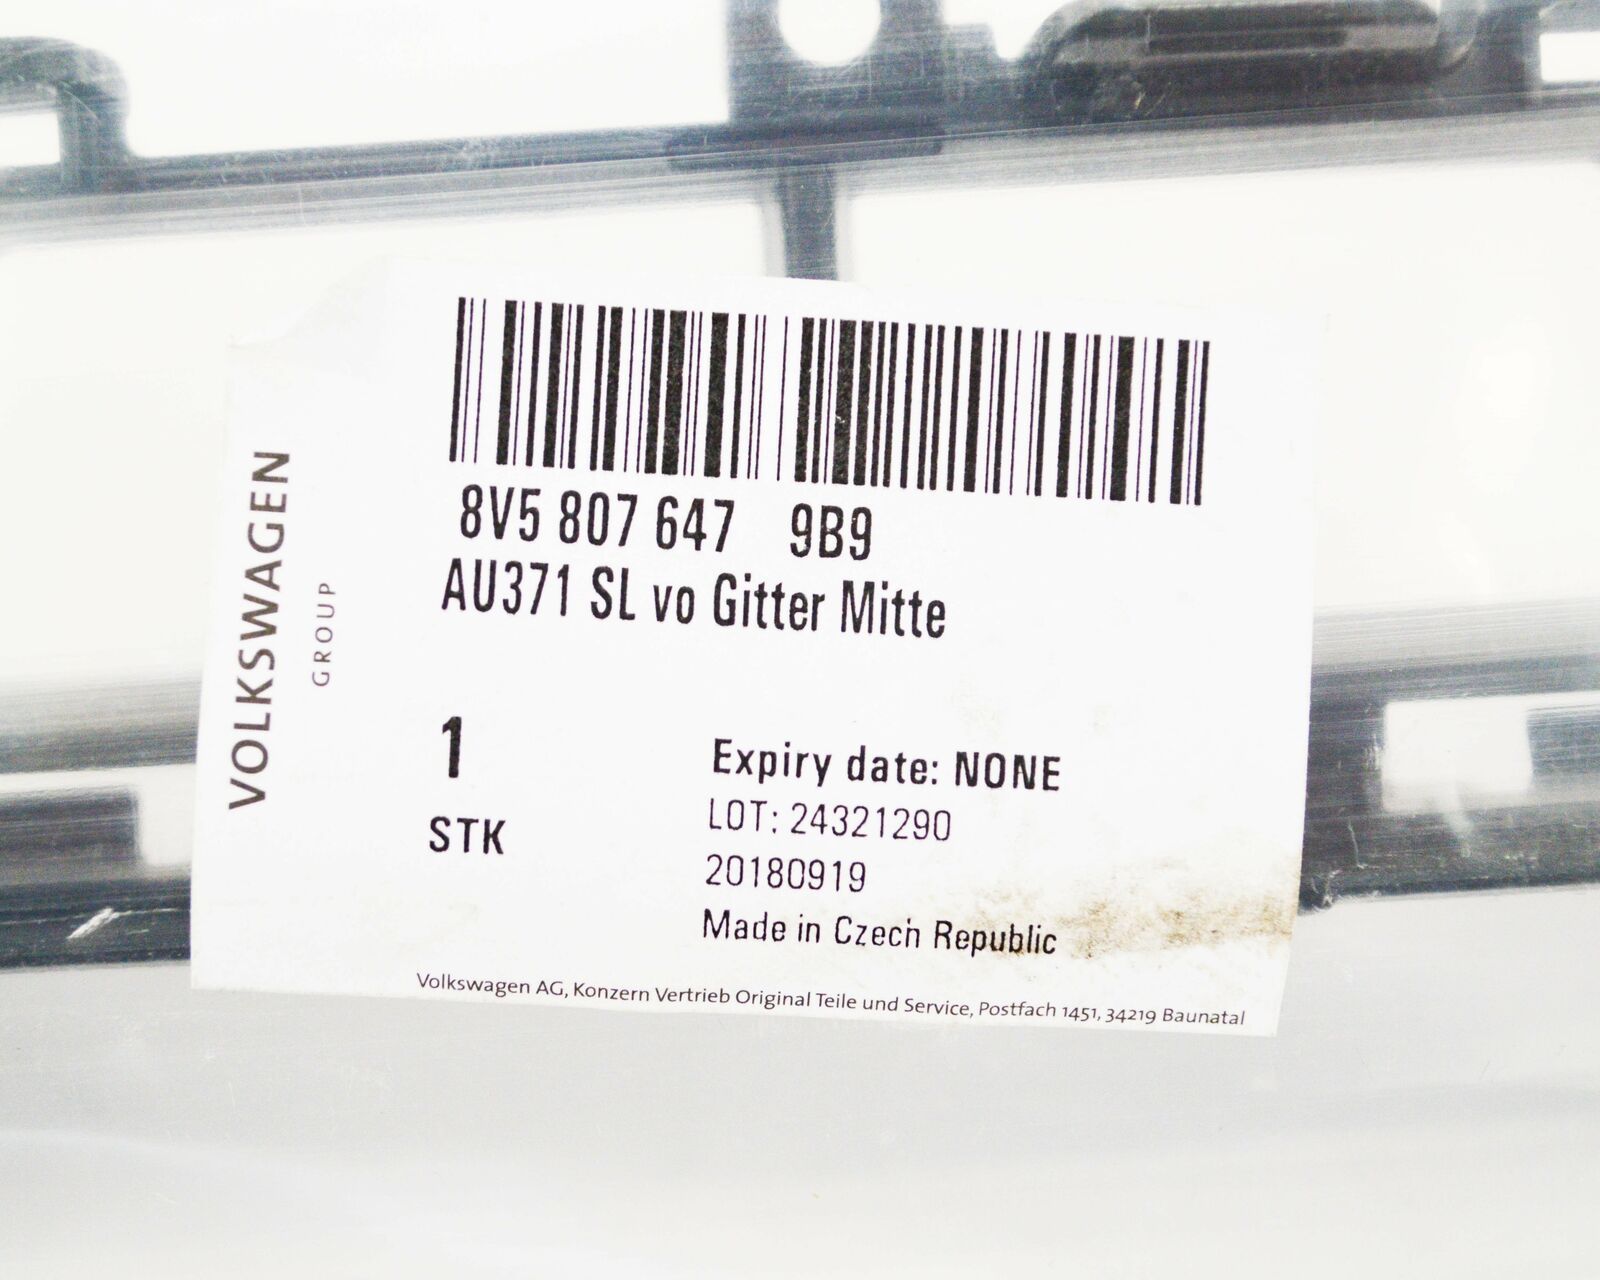 VOLKSWAGEN
GROUP
8V5 807 647 9B9
AU371 SL vo Gitter Mitte
1
STK
Expiry date: NONE
LOT: 24321290
20180919
Made in Czech Republic
Volkswagen AG, Konzern Vertrieb Original Teile und Service, Postfach 1451, 34219 Baunatal